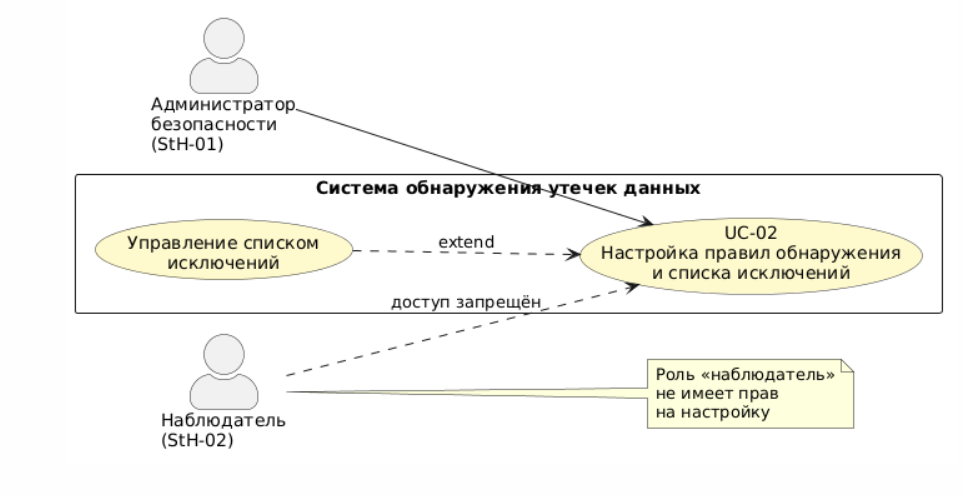 Администратор
безопасности
(StH-01)
Система обнаружения утечек данных
Управление списком
исключений
extend
UC-02
Настройка правил обнаружения
и списка исключений
доступ запрещён
Наблюдатель
(StH-02)
Роль «наблюдатель»
не имеет прав
на настройку